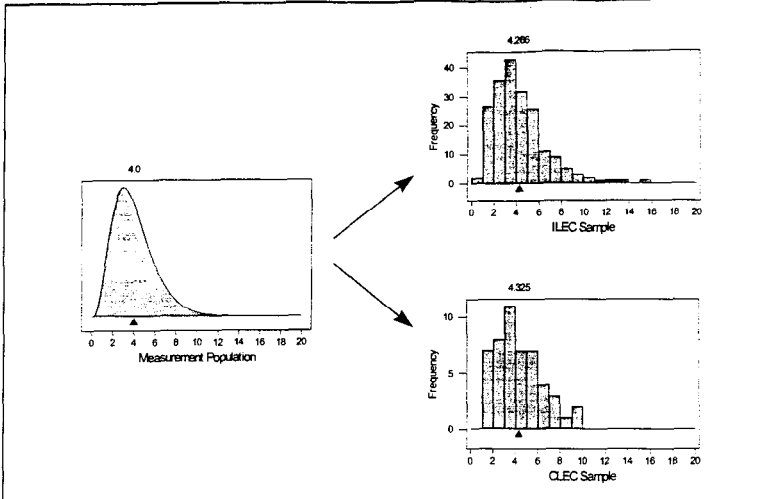 4.0
0 2 4 6 8 10 12 14 16 18 20
Measurement Population
4.286
Frequency
40
30
20
10
0
0 2 4 6 8 10 12 14 16 18 20
ILEC Sample
4.325
Frequency
10
5
0
0 2 4 6 8 10 12 14 16 18 20
CLEC Sample